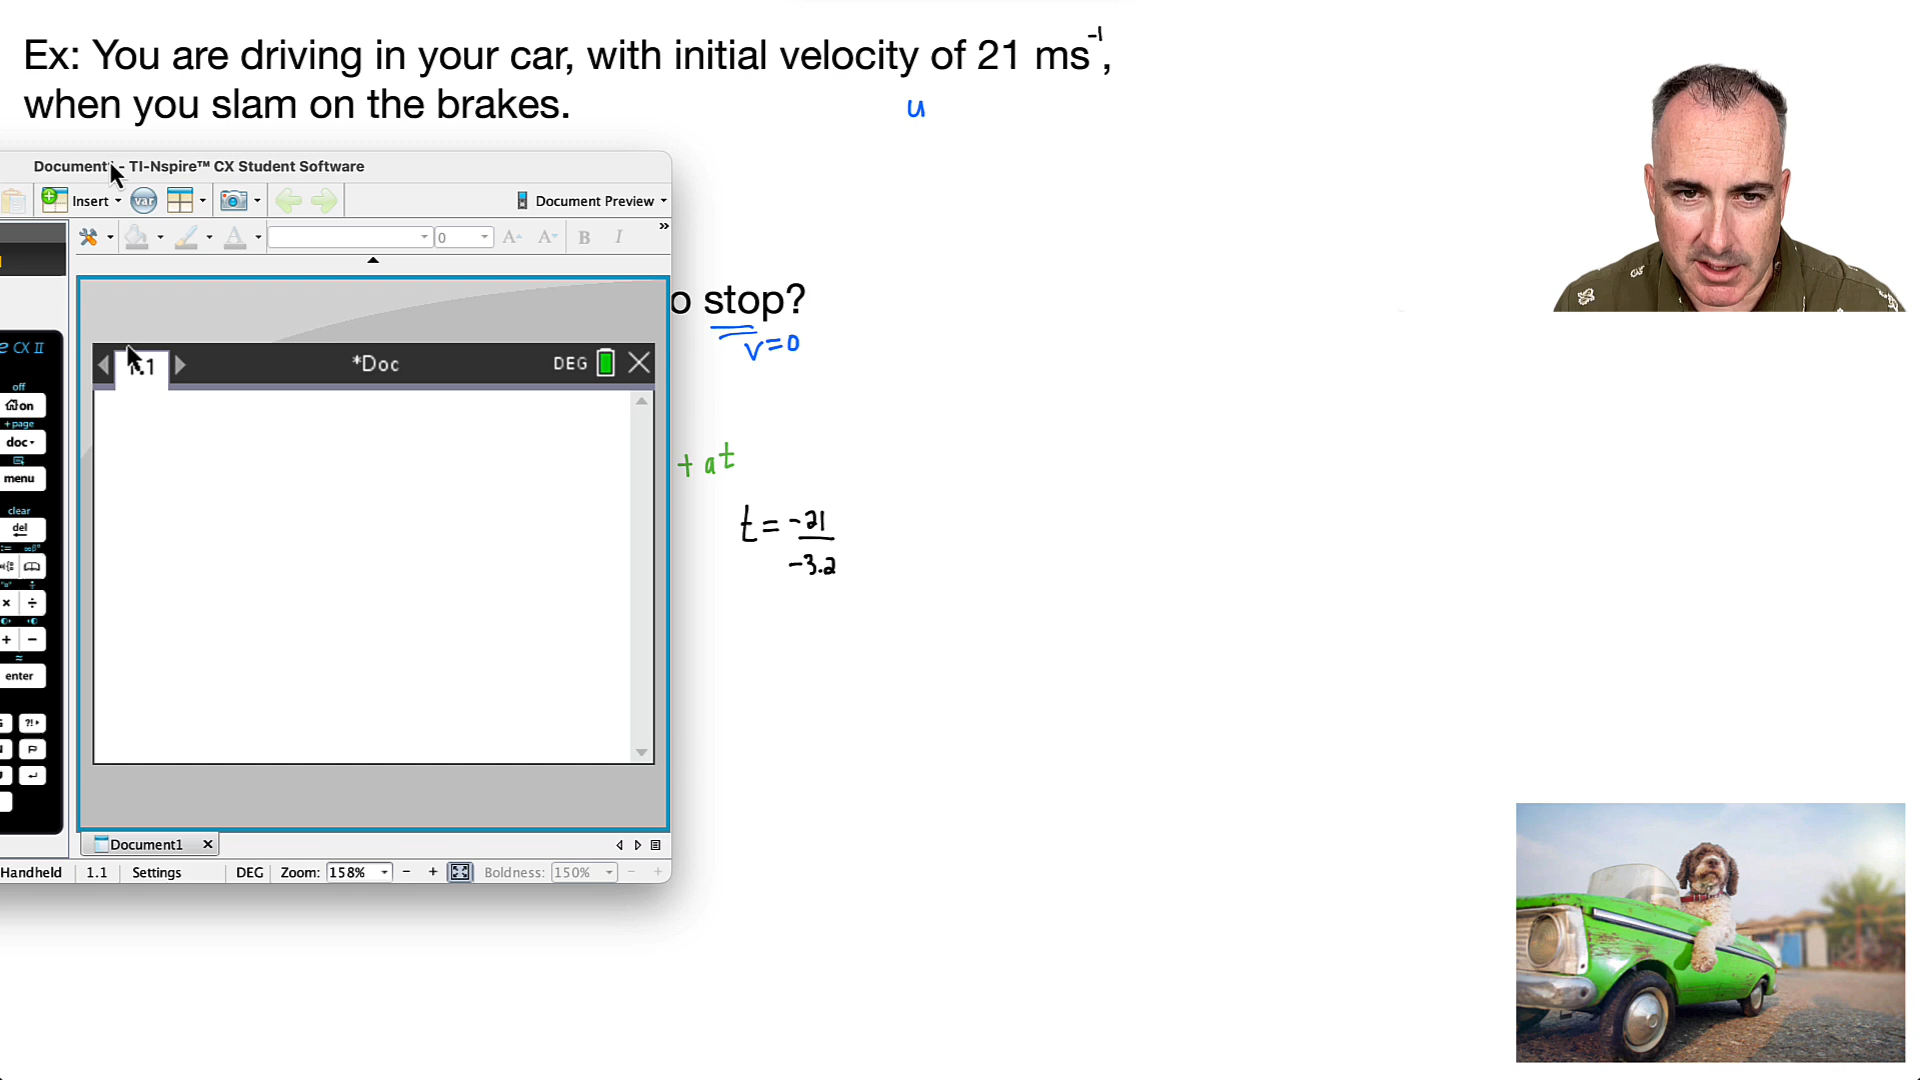 Ex: You are driving in your car, with initial velocity of 21 ms⁻¹,
when you slam on the brakes.
u
Document1 - TI-Nspire™ CX Student Software
Insert
var
Document Preview
0
A
A
A
B
I
»
o stop?
v=0
e CX II
1.1
*Doc
DEG
off
on
+page
doc
menu
clear
del
enter
+ at
t = -21
-3.2
Document1
Handheld
1.1
Settings
DEG
Zoom:
158%
Boldness:
150%